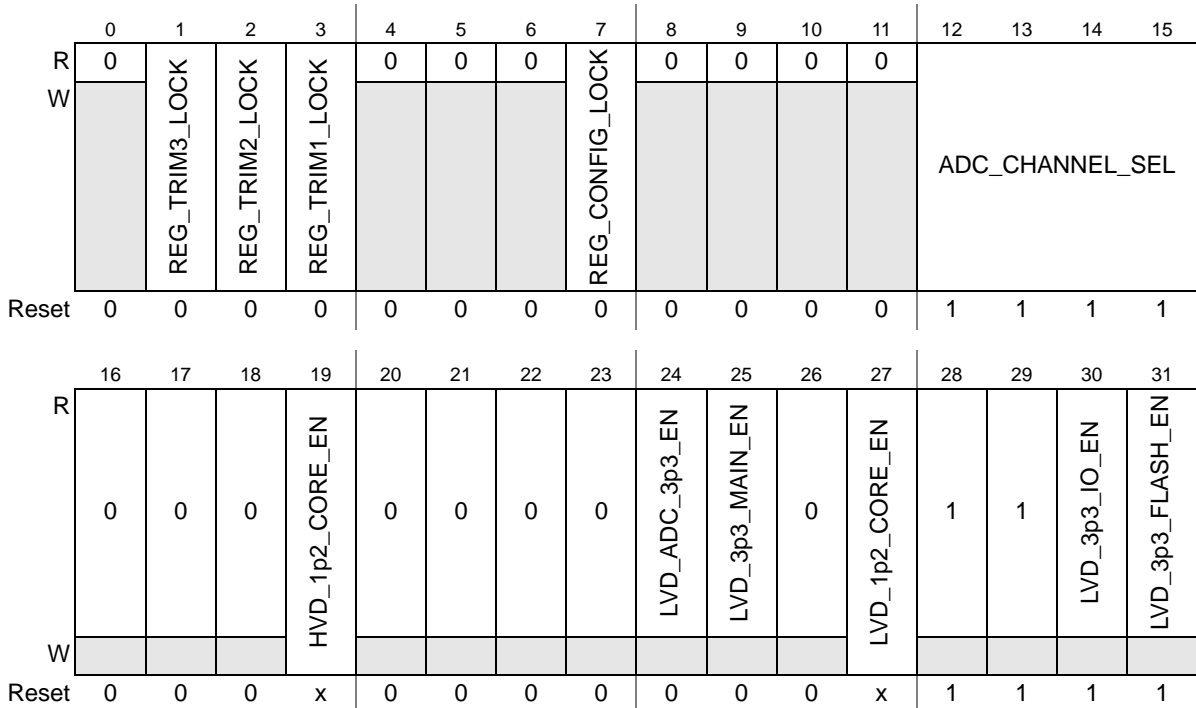 0 1 2 3 4 5 6 7 8 9 10 11 12 13 14 15
R 0 REG_TRIM3_LOCK REG_TRIM2_LOCK REG_TRIM1_LOCK 0 0 0 REG_CONFIG_LOCK 0 0 0 0 ADC_CHANNEL_SEL
W
Reset 0 0 0 0 0 0 0 0 0 0 0 0 1 1 1 1
16 17 18 19 20 21 22 23 24 25 26 27 28 29 30 31
R 0 0 0 HVD_1p2_CORE_EN 0 0 0 0 LVD_ADC_3p3_EN LVD_3p3_MAIN_EN 0 LVD_1p2_CORE_EN 1 1 LVD_3p3_IO_EN LVD_3p3_FLASH_EN
W
Reset 0 0 0 x 0 0 0 0 0 0 0 x 1 1 1 1